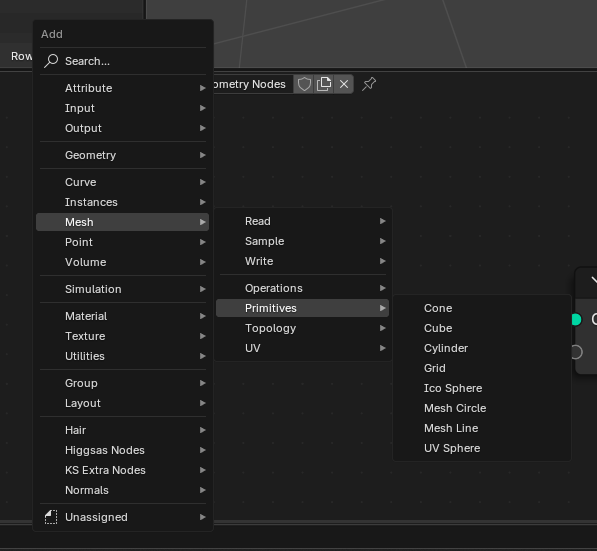 Add
Row
Search...
ometry Nodes
Attribute
Input
Output
Geometry
Curve
Instances
Mesh
Point
Volume
Simulation
Material
Texture
Utilities
Group
Layout
Hair
Higgsas Nodes
KS Extra Nodes
Normals
Unassigned
Read
Sample
Write
Operations
Primitives
Topology
UV
Cone
Cube
Cylinder
Grid
Ico Sphere
Mesh Circle
Mesh Line
UV Sphere